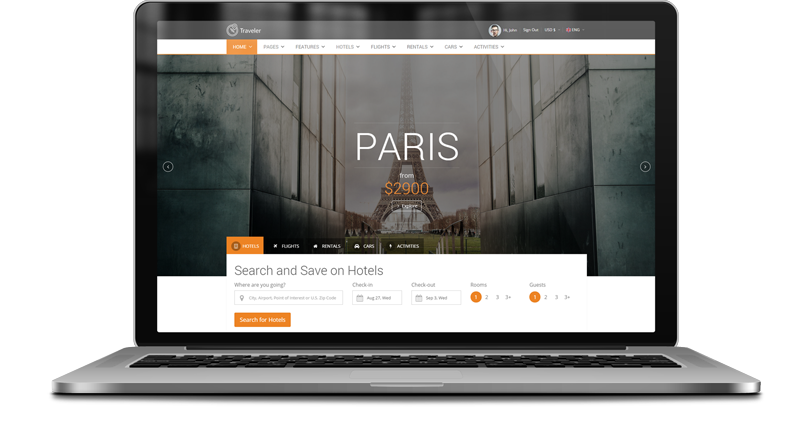 Traveler
Hi, John Sign Out USD $ ENG
HOME PAGES FEATURES HOTELS FLIGHTS RENTALS CARS ACTIVITIES
PARIS
from
$2900
explore
HOTELS FLIGHTS RENTALS CARS ACTIVITIES
Search and Save on Hotels
Where are you going? Check-in Check-out Rooms Guests
City, Airport, Point of Interest or U.S. Zip Code Aug 27, Wed Sep 3, Wed 1 2 3 3+ 1 2 3 3+
Search for Hotels